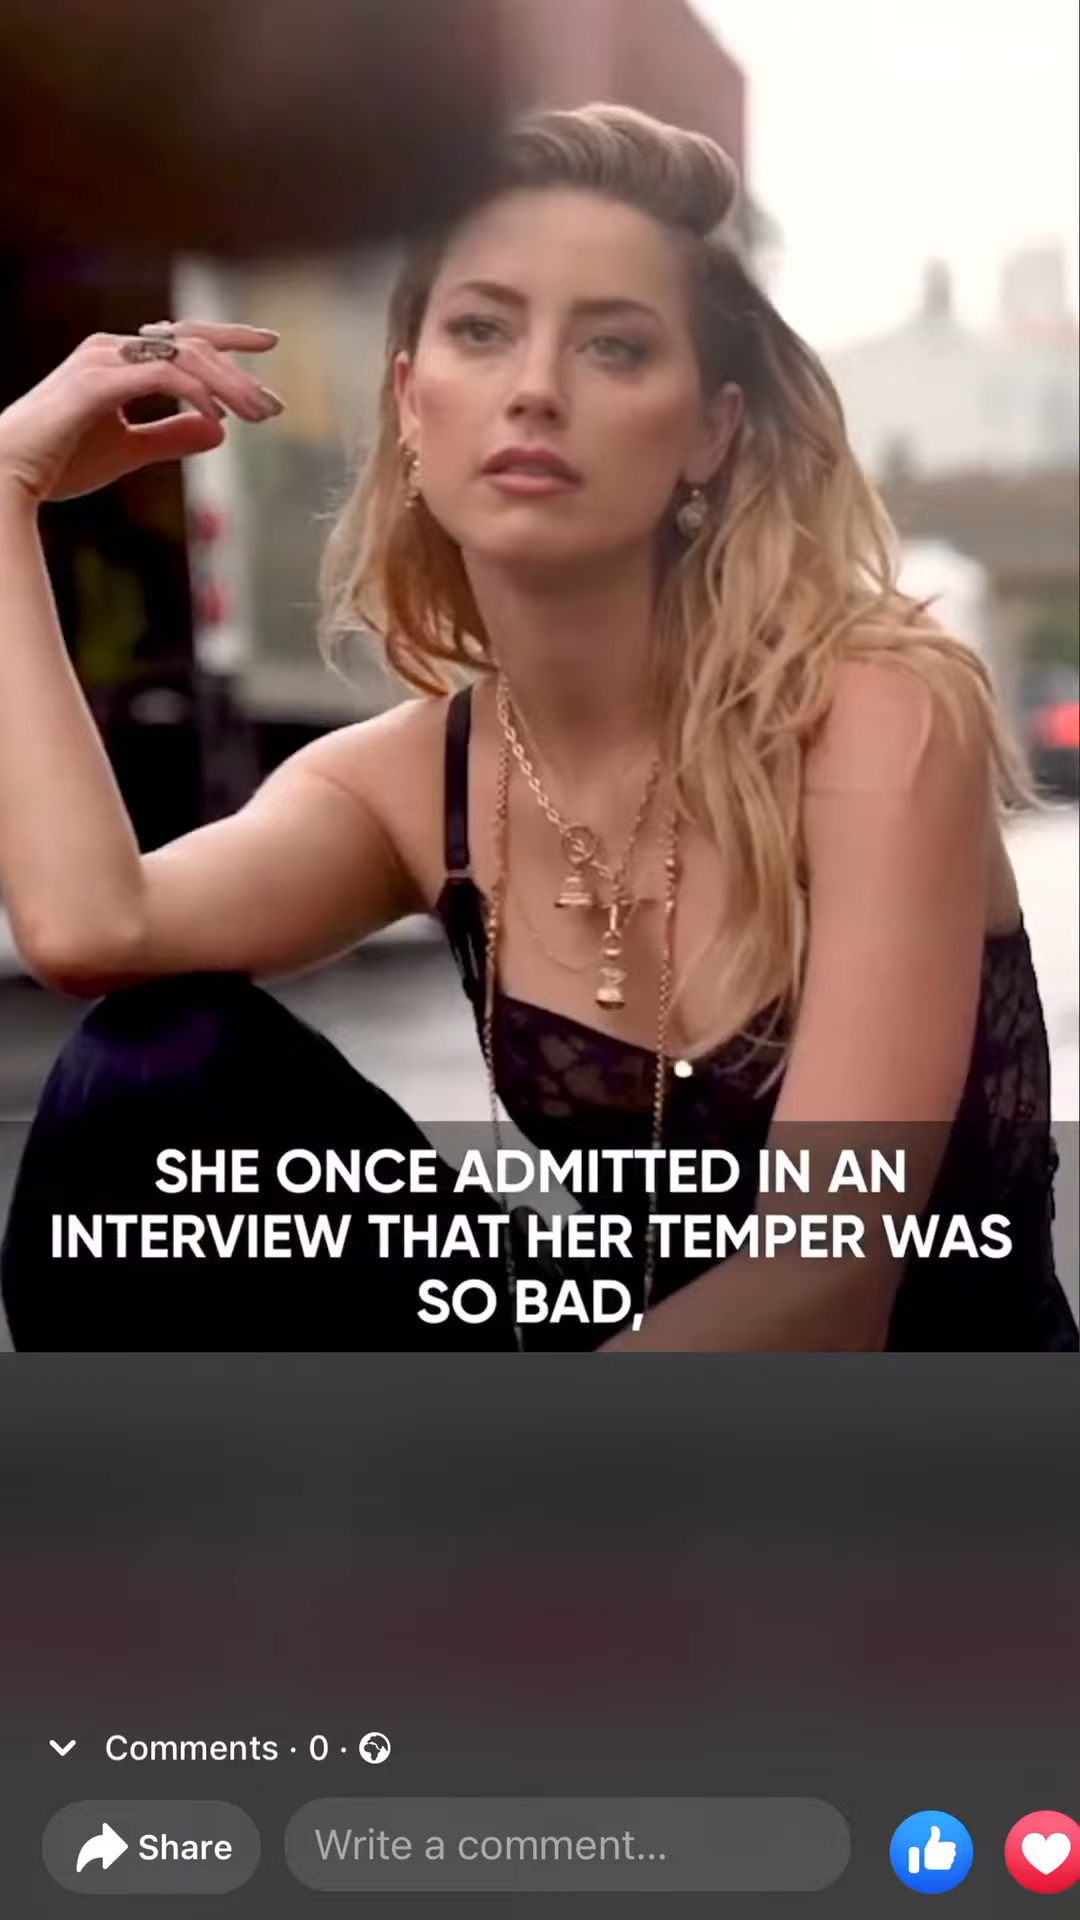 SHE ONCE ADMITTED IN AN
INTERVIEW THAT HER TEMPER WAS
SO BAD,
Comments · 0 ·
Share
Write a comment...